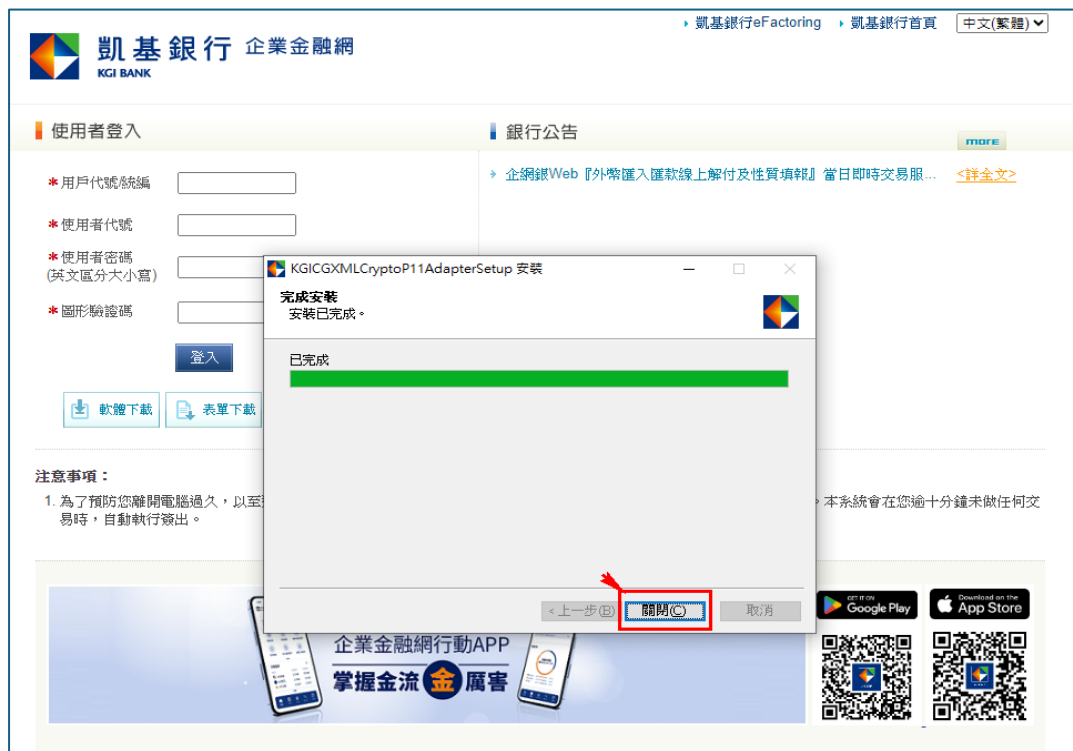 凱基銀行eFactoring 凱基銀行首頁 中文(繁體)
凱基銀行 企業金融網
KGI BANK
使用者登入
銀行公告
more
*用戶代號/統編
企網銀Web『外幣匯入匯款線上解付及性質填報』當日即時交易服... <詳全文>
*使用者代號
*使用者密碼
(英文區分大小寫)
*圖形驗證碼
登入
軟體下載
表單下載
KGICGXMLCryptoP11AdapterSetup 安裝
完成安裝
安裝已完成。
已完成
<上一步(B)
關閉(C)
取消
注意事項：
1. 為了預防您離開電腦過久，以至
。本系統會在您逾十分鐘未做任何交
易時，自動執行簽出。
企業金融網行動APP
掌握金流 金 厲害
GET IT ON
Google Play
Download on the
App Store